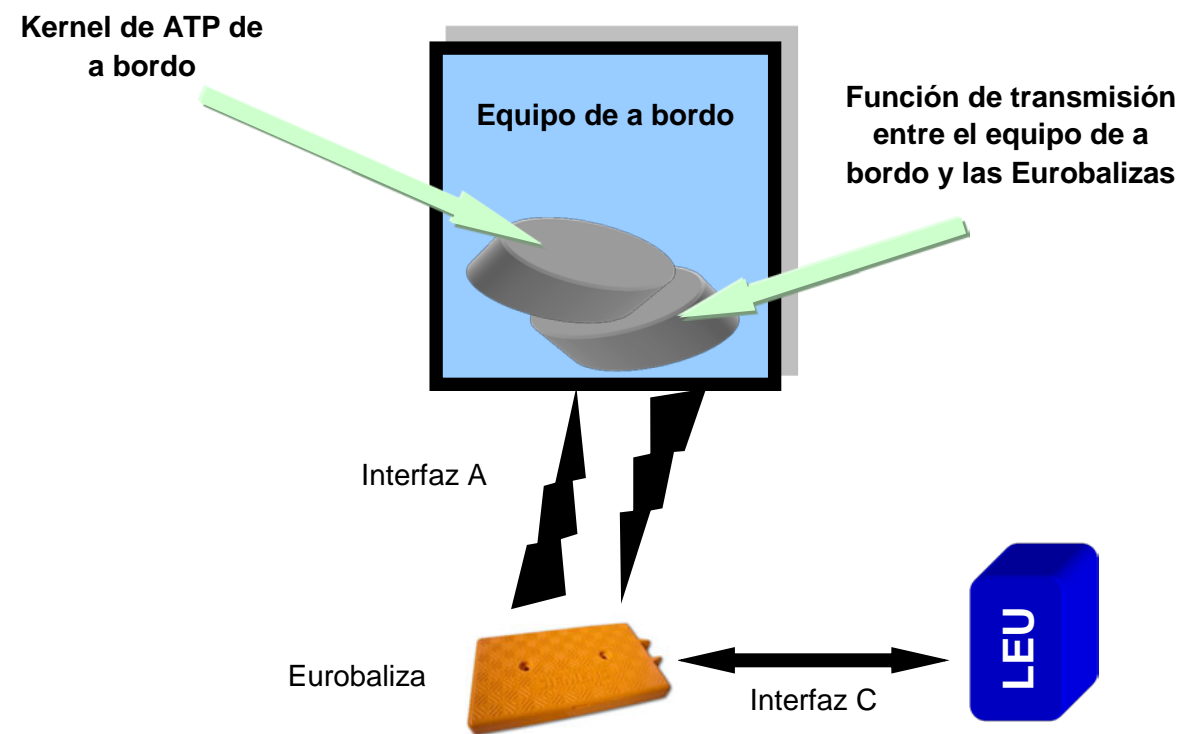 Kernel de ATP de
a bordo
Equipo de a bordo
Función de transmisión
entre el equipo de a
bordo y las Eurobalizas
Interfaz A
Eurobaliza
Interfaz C
LEU